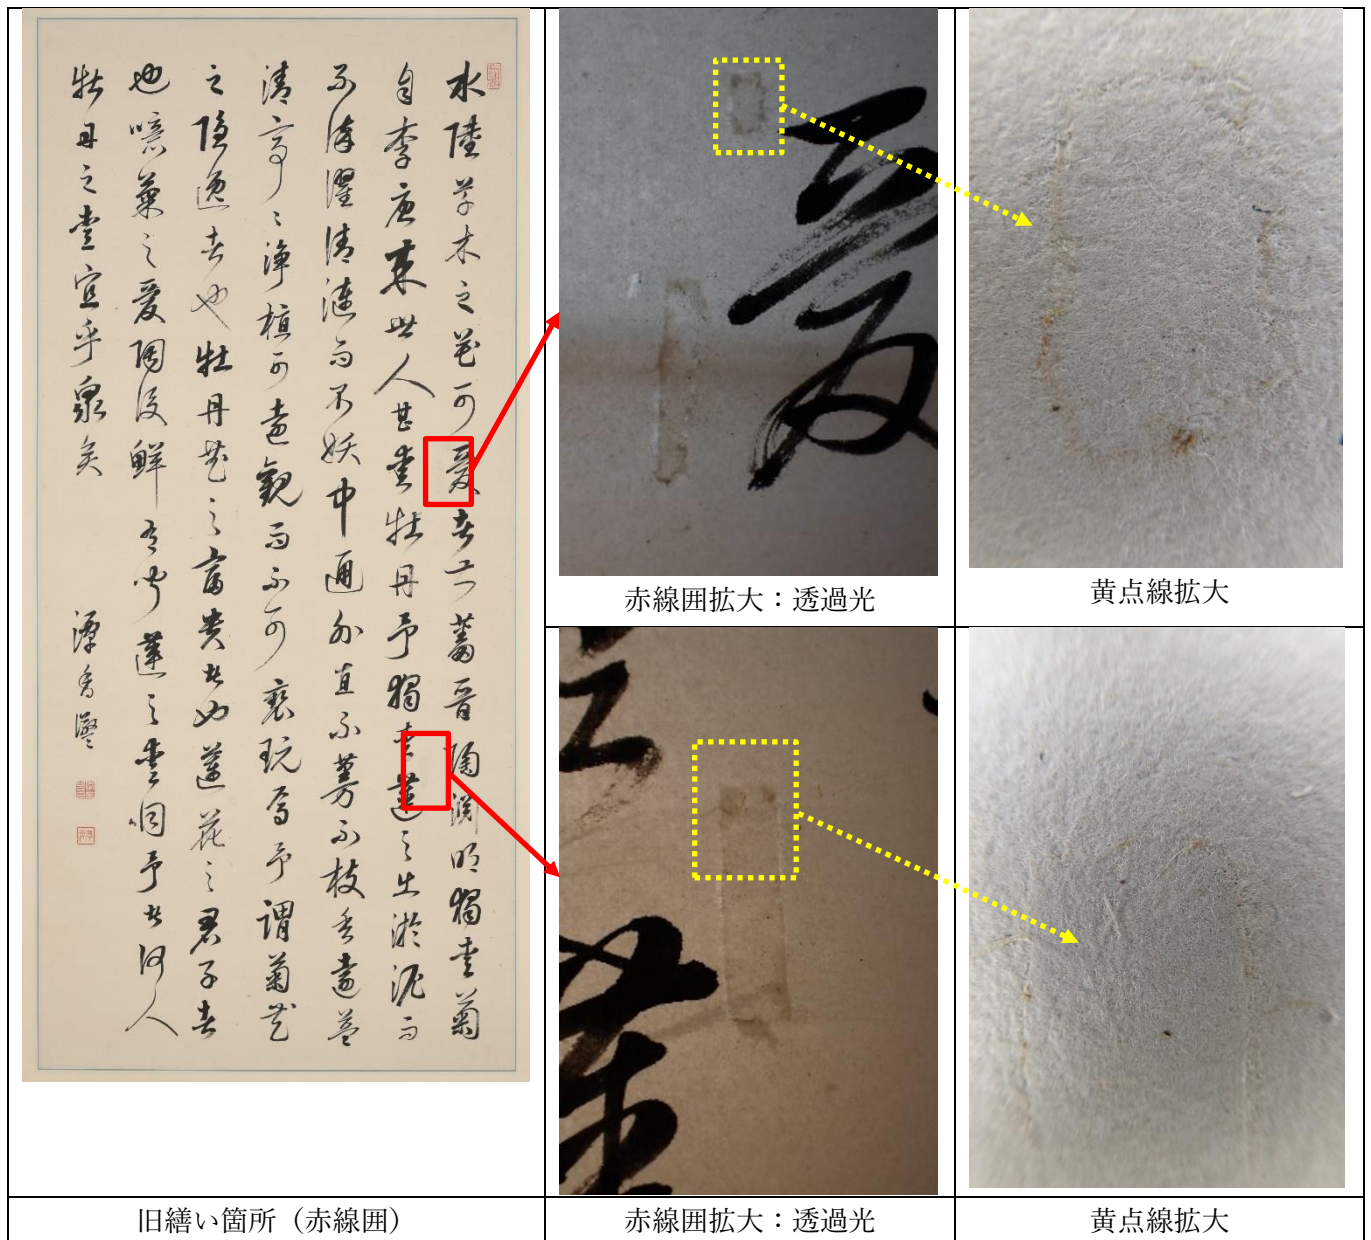 水陸草木之花可愛者甚蕃晋陶淵明獨愛菊
自李唐来世人甚愛牡丹予獨愛蓮之出淤泥而
不染濯清漣而不妖中通外直不蔓不枝香遠益
清亭々浄植可遠観而不可褻玩焉予謂菊花
之隠逸者也牡丹花之富貴者也蓮花之君子者
也噫菊之愛陶後鮮有聞蓮之愛同予者何人
牡丹之愛宜乎衆矣
旧繕い箇所（赤線囲）
赤線囲拡大：透過光
黄点線拡大
赤線囲拡大：透過光
黄点線拡大